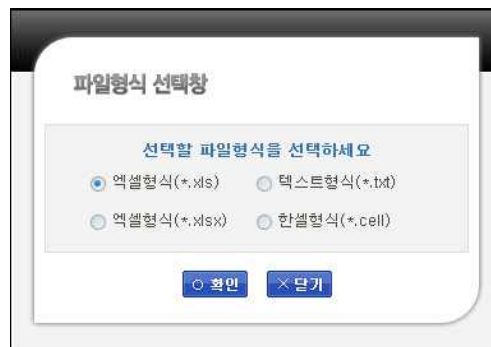 파일형식 선택창
선택할 파일형식을 선택하세요
엑셀형식(*.xls) 텍스트형식(*.txt)
엑셀형식(*.xlsx) 한셀형식(*.cell)
확인 닫기